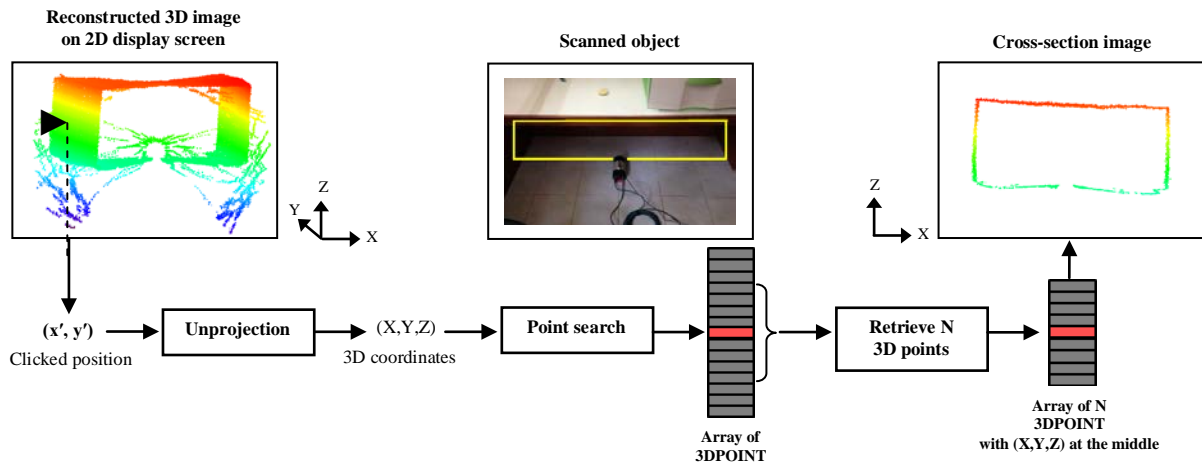 Reconstructed 3D image
on 2D display screen
Scanned object
Cross-section image
Z
Y
X
Z
X
(x′, y′)
Clicked position
Unprojection
(X,Y,Z)
3D coordinates
Point search
Retrieve N
3D points
Array of
3DPOINT
Array of N
3DPOINT
with (X,Y,Z) at the middle